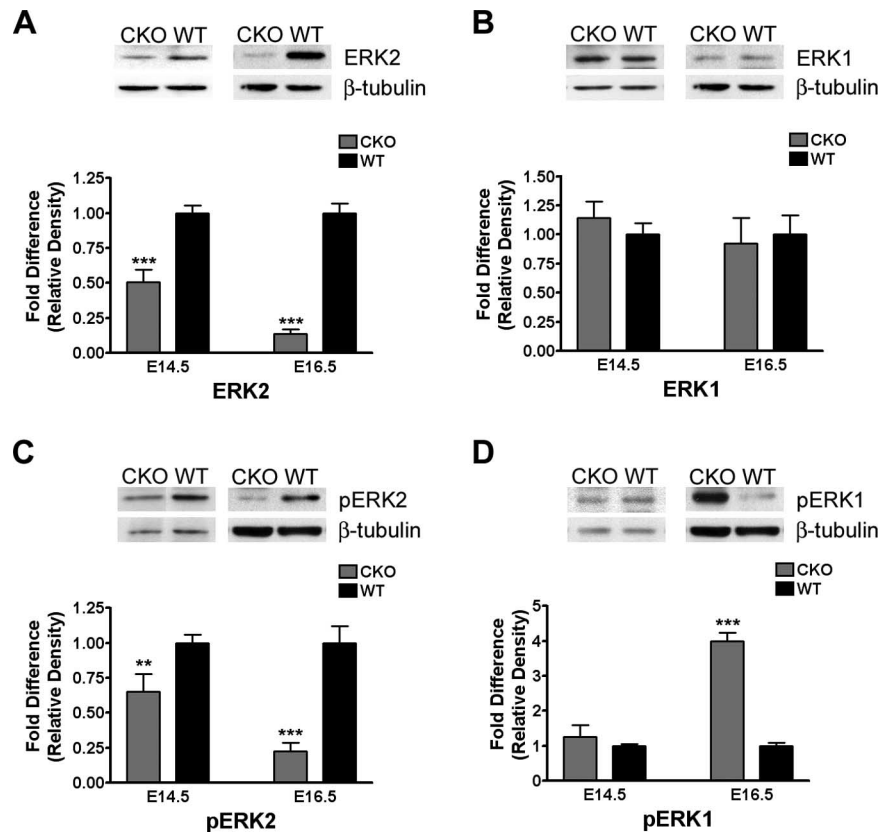 A
CKO WT CKO WT
ERK2
β-tubulin
CKO
WT
Fold Difference
(Relative Density)
1.25
1.00
0.75
0.50
0.25
0.00
***
***
E14.5 E16.5
ERK2
B
CKO WT CKO WT
ERK1
β-tubulin
CKO
WT
Fold Difference
(Relative Density)
1.50
1.25
1.00
0.75
0.50
0.25
0.00
E14.5 E16.5
ERK1
C
CKO WT CKO WT
pERK2
β-tubulin
CKO
WT
Fold Difference
(Relative Density)
1.25
1.00
0.75
0.50
0.25
0.00
**
***
E14.5 E16.5
pERK2
D
CKO WT CKO WT
pERK1
β-tubulin
CKO
WT
Fold Difference
(Relative Density)
5
4
3
2
1
0
***
E14.5 E16.5
pERK1